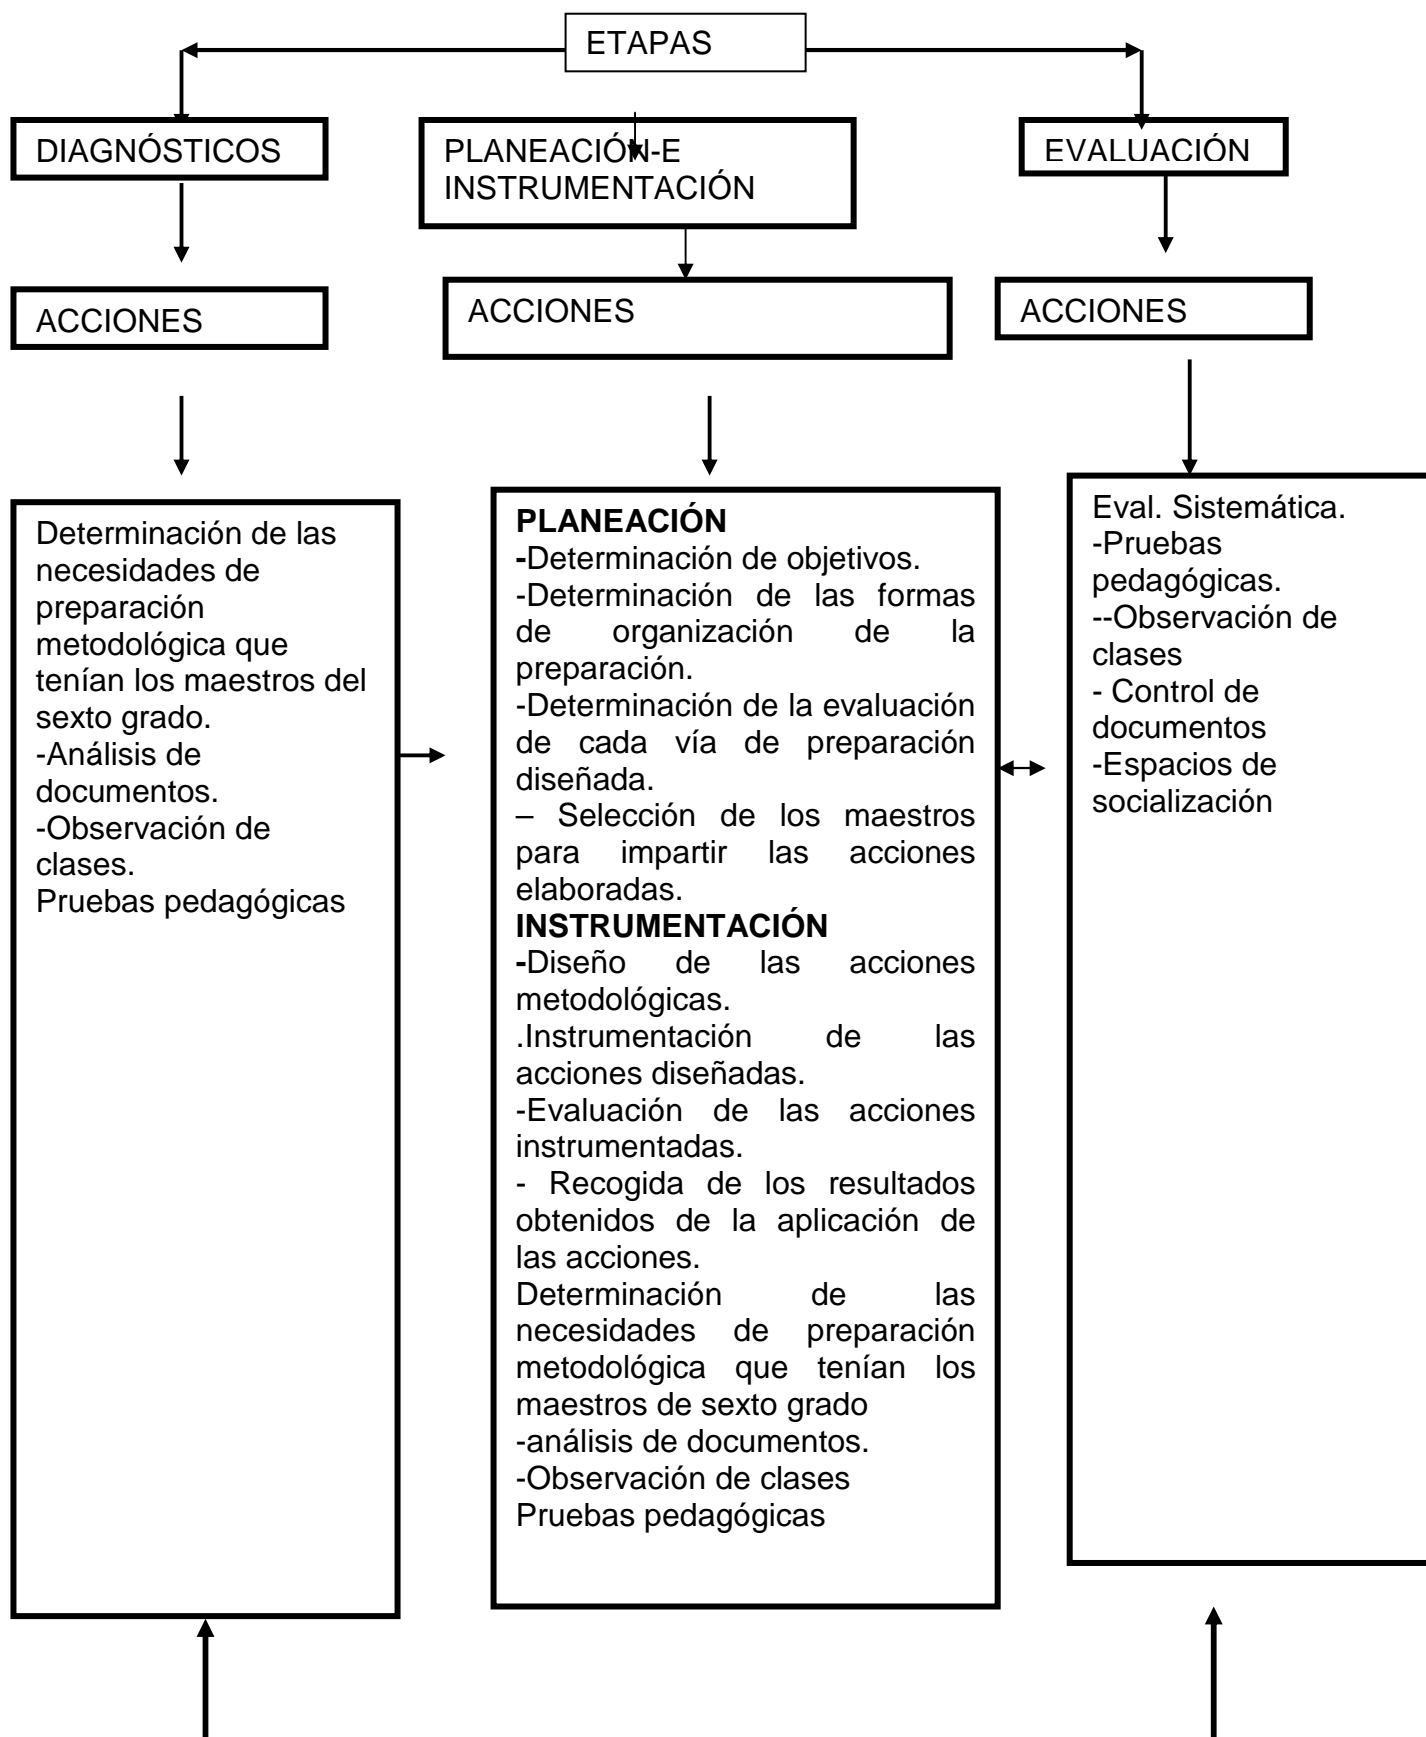 ETAPAS
DIAGNÓSTICOS
PLANEACIÓN-E
INSTRUMENTACIÓN
EVALUACIÓN
ACCIONES
ACCIONES
ACCIONES
Determinación de las
necesidades de
preparación
metodológica que
tenían los maestros del
sexto grado.
-Análisis de
documentos.
-Observación de
clases.
Pruebas pedagógicas
PLANEACIÓN
-Determinación de objetivos.
-Determinación de las formas
de organización de la
preparación.
-Determinación de la evaluación
de cada vía de preparación
diseñada.
– Selección de los maestros
para impartir las acciones
elaboradas.
INSTRUMENTACIÓN
-Diseño de las acciones
metodológicas.
.Instrumentación de las
acciones diseñadas.
-Evaluación de las acciones
instrumentadas.
- Recogida de los resultados
obtenidos de la aplicación de
las acciones.
Determinación de las
necesidades de preparación
metodológica que tenían los
maestros de sexto grado
-análisis de documentos.
-Observación de clases
Pruebas pedagógicas
Eval. Sistemática.
-Pruebas
pedagógicas.
--Observación de
clases
- Control de
documentos
-Espacios de
socialización